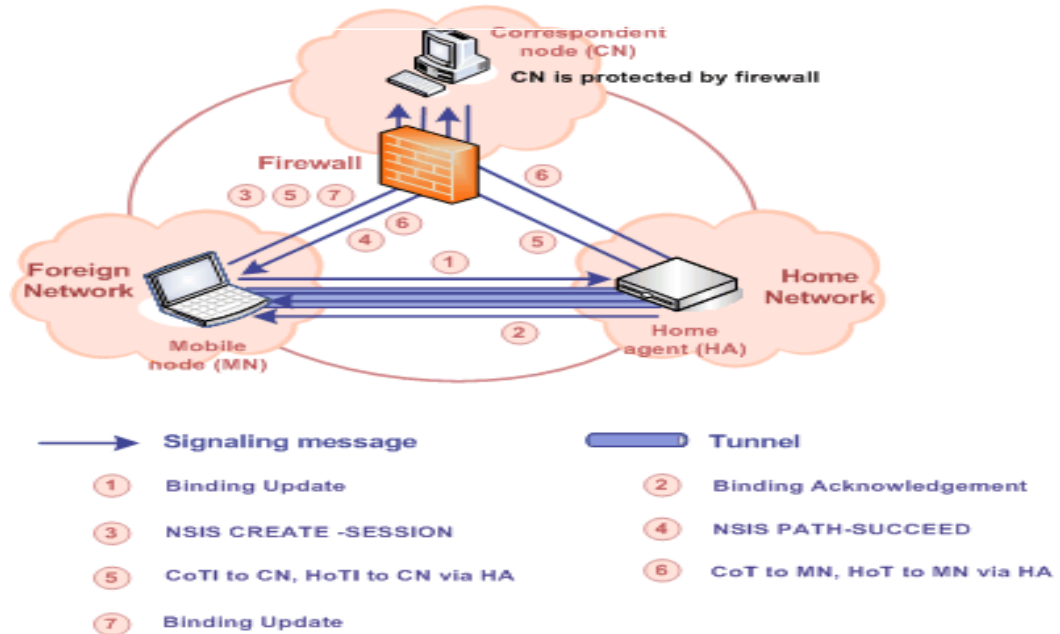 Correspondent
node (CN)
CN is protected by firewall
Firewall
3 5 7
6
4 6
5
1
Foreign
Network
Home
Network
2
Mobile
node (MN)
Home
agent (HA)
Signaling message
Tunnel
1 Binding Update
2 Binding Acknowledgement
3 NSIS CREATE -SESSION
4 NSIS PATH-SUCCEED
5 CoTI to CN, HoTI to CN via HA
6 CoT to MN, HoT to MN via HA
7 Binding Update